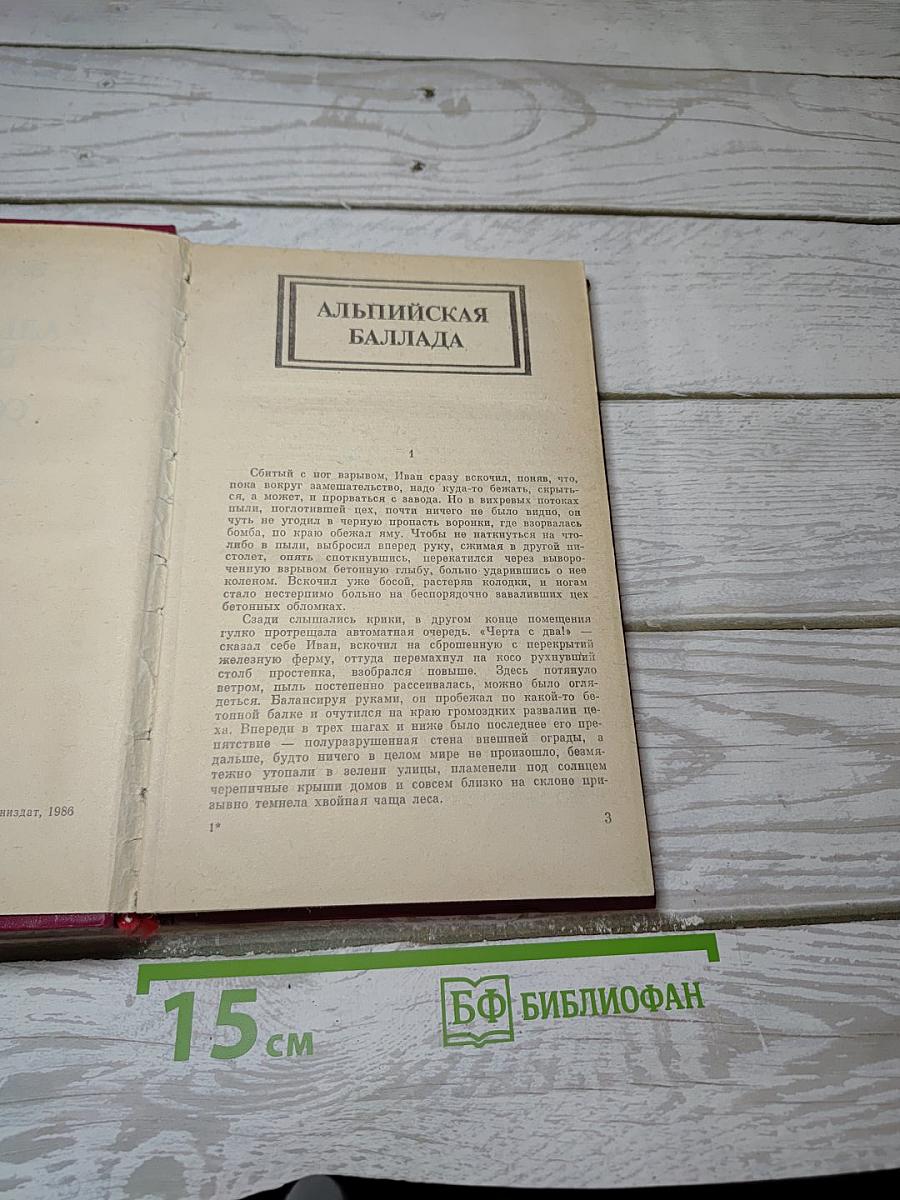 АЛЬПИЙСКАЯ
БАЛЛАДА
1
Сбитый с ног взрывом, Иван сразу вскочил, поняв, что,
пока вокруг замешательство, надо куда-то бежать, скрыть-
ся, а может, и прорваться с завода. Но в вихревых потоках
пыли, поглотившей цех, почти ничего не было видно, он
чуть не угодил в черную пропасть воронки, где взорвалась
бомба, по краю обежал яму. Чтобы не наткнуться на что-
либо в пыли, выбросил вперед руку, сжимая в другой пи-
столет, опять споткнувшись, перекатился через выворо-
ченную взрывом бетонную глыбу, больно ударившись о нее
коленом. Вскочил уже босой, растеряв колодки, и ногам
стало нестерпимо больно на беспорядочно заваливших цех
бетонных обломках.
Сзади слышались крики, в другом конце помещения
гулко протрещала автоматная очередь. «Черта с два!» —
сказал себе Иван, вскочил на сброшенную с перекрытий
железную ферму, оттуда перемахнул на косо рухнувший
столб простенка, взобрался повыше. Здесь потянуло
ветром, пыль постепенно рассеивалась, можно было огля-
деться. Балансируя руками, он пробежал по какой-то бе-
тонной балке и очутился на краю громоздких развалин це-
ха. Впереди в трех шагах и ниже было последнее его пре-
пятствие — полуразрушенная стена внешней ограды, а
дальше, будто ничего в целом мире не произошло, безмя-
тежно утопали в зелени улицы, пламенели под солнцем
черепичные крыши домов и совсем близко на склоне при-
зывно темнела хвойная чаща леса.
1*
3
низдат, 1986
15 см
БФ БИБЛИОФАН